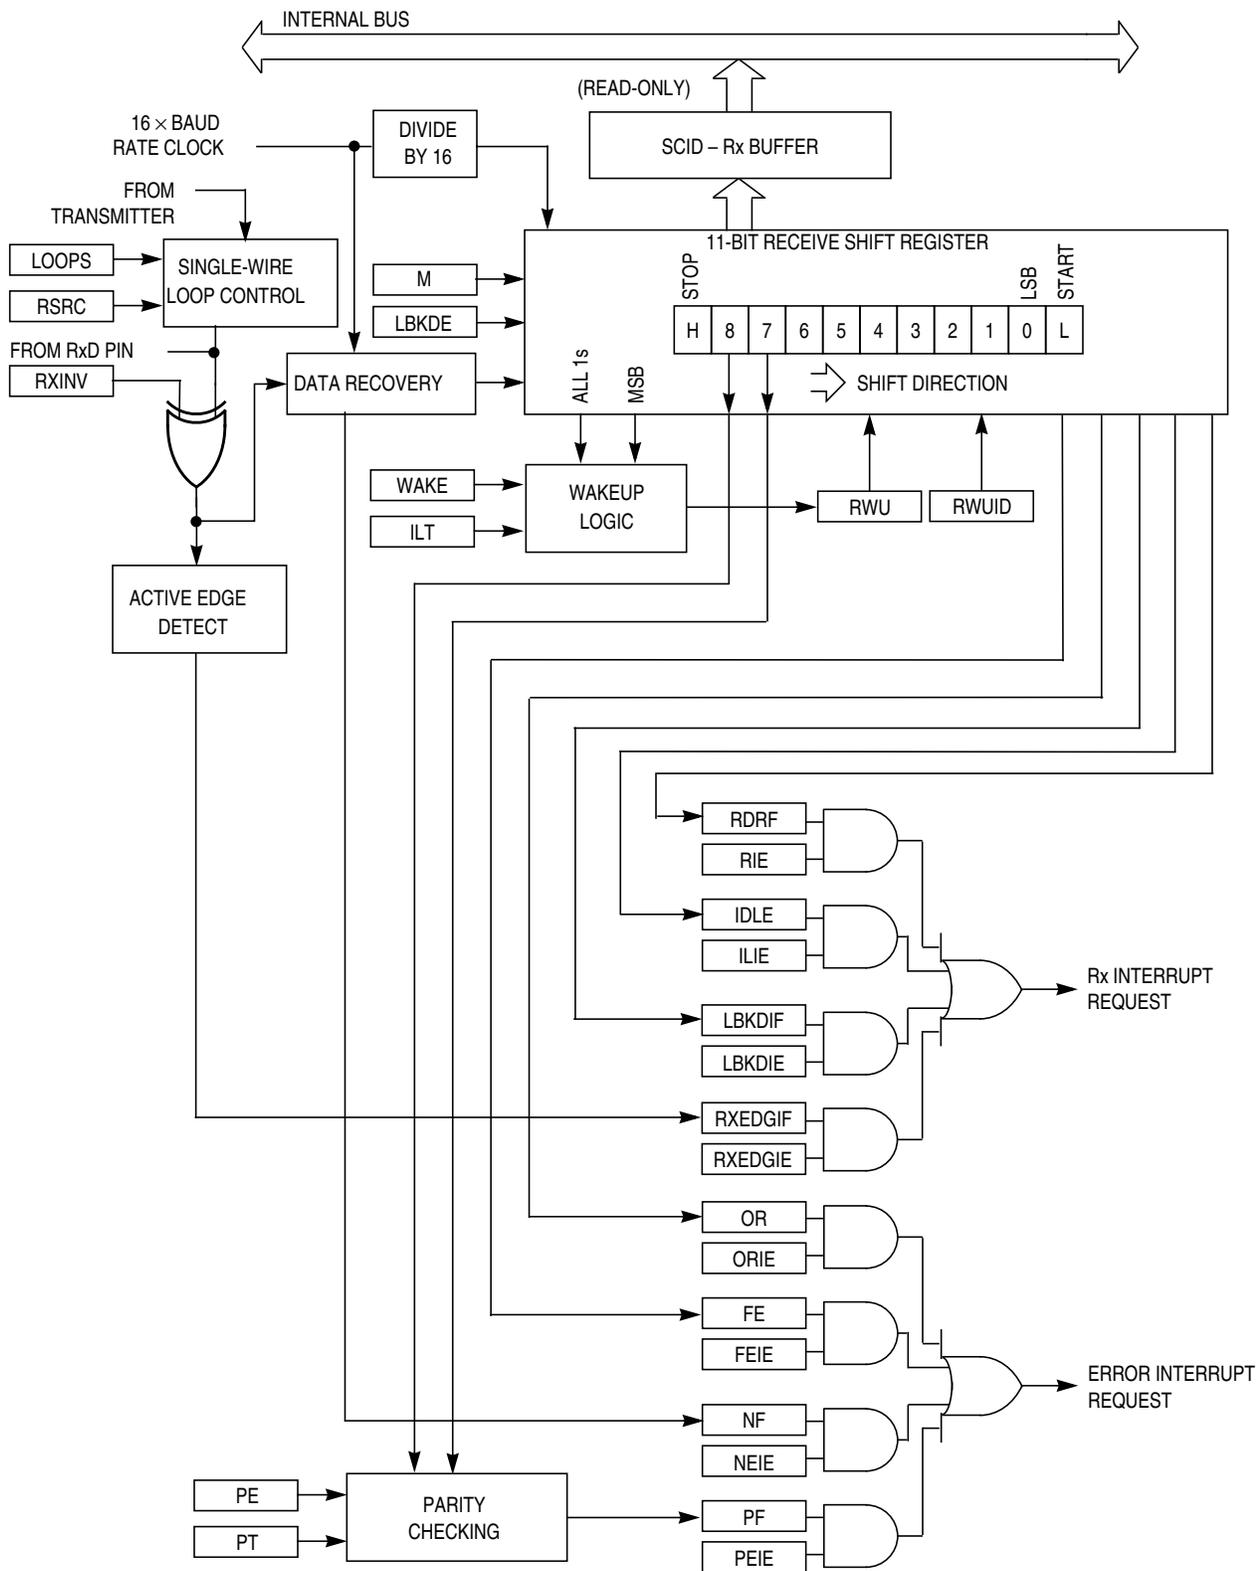 INTERNAL BUS
(READ-ONLY)
16 × BAUD
RATE CLOCK
DIVIDE
BY 16
SCID – Rx BUFFER
FROM
TRANSMITTER
11-BIT RECEIVE SHIFT REGISTER
LOOPS
SINGLE-WIRE
LOOP CONTROL
RSRC
M
LBKDE
STOP
LSB
START
H 8 7 6 5 4 3 2 1 0 L
FROM RxD PIN
RXINV
DATA RECOVERY
ALL 1s
MSB
SHIFT DIRECTION
WAKE
ILT
WAKEUP
LOGIC
RWU
RWUID
ACTIVE EDGE
DETECT
RDRF
RIE
IDLE
ILIE
Rx INTERRUPT
REQUEST
LBKDIF
LBKDIE
RXEDGIF
RXEDGIE
OR
ORIE
FE
FEIE
ERROR INTERRUPT
REQUEST
NF
NEIE
PE
PT
PARITY
CHECKING
PF
PEIE